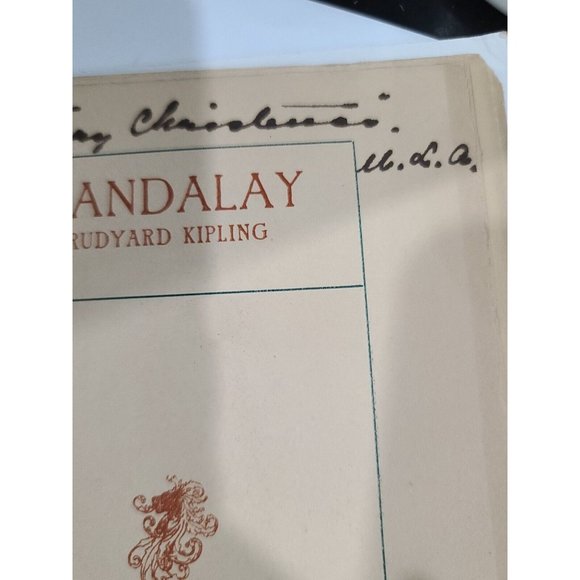 Christmas.
M. L. A.
ANDALAY
RUDYARD KIPLING